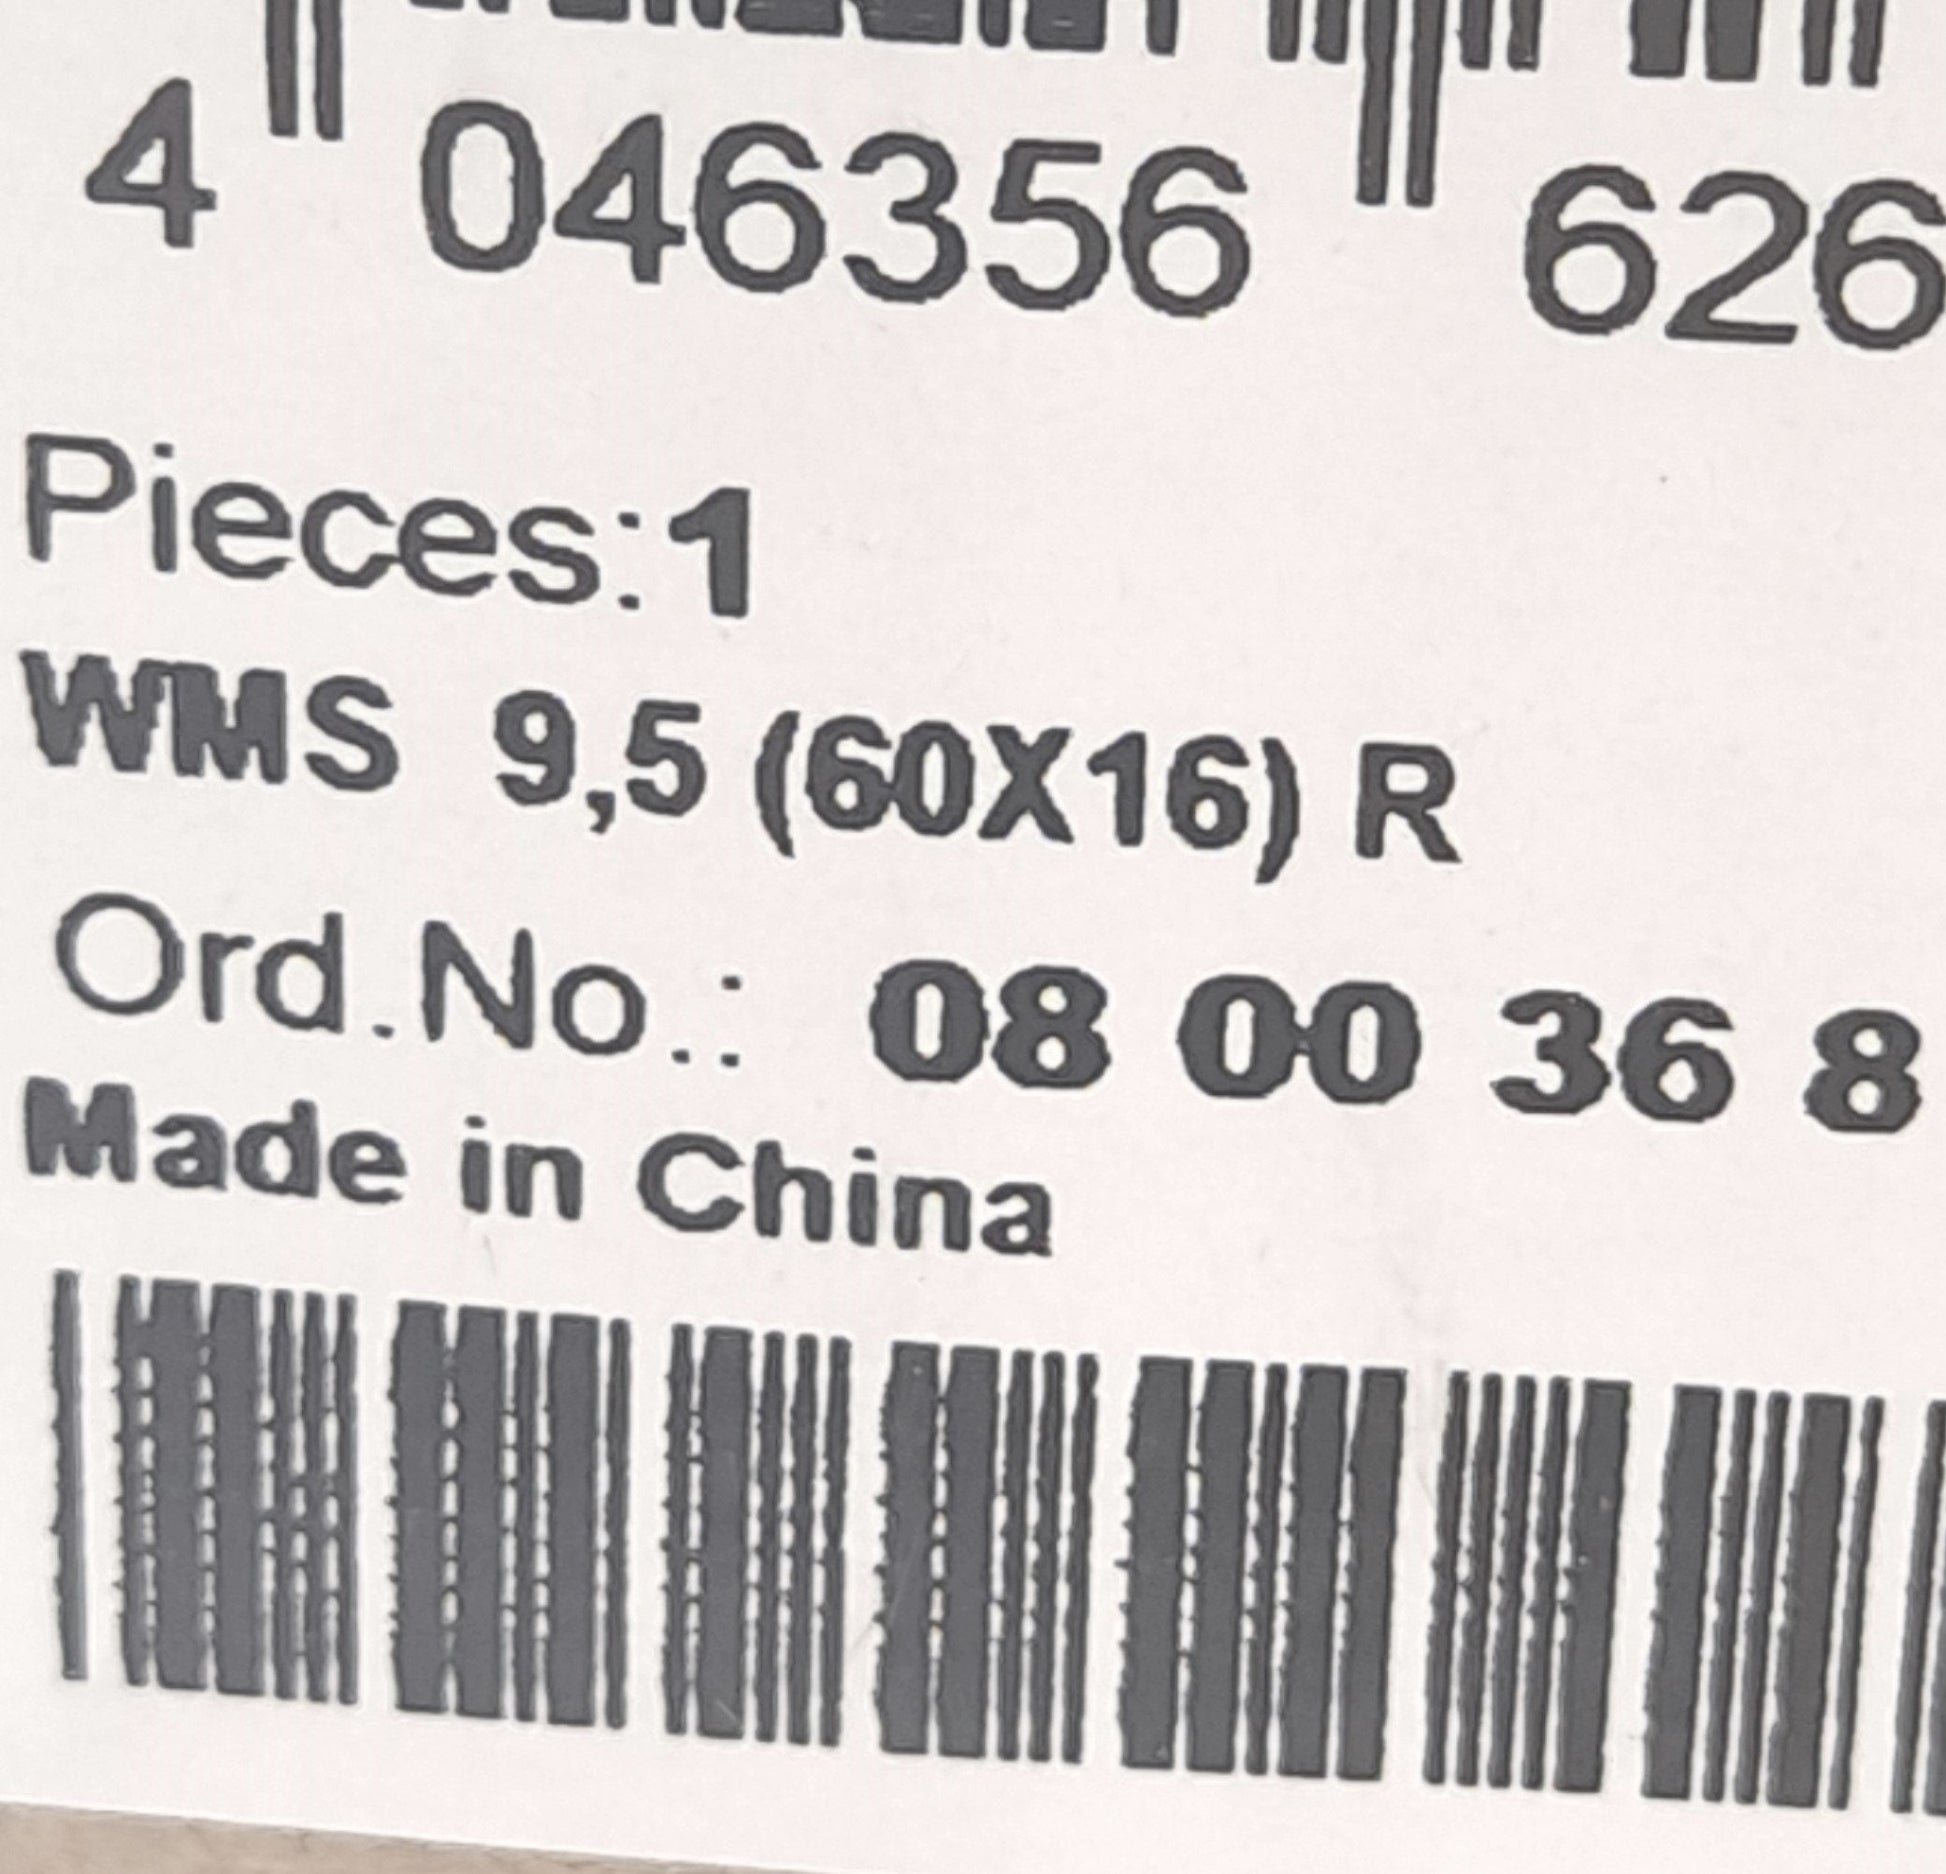 4 046356 626
Pieces:1
WMS 9,5 (60X16) R
Ord.No.: 08 00 36 8
Made in China